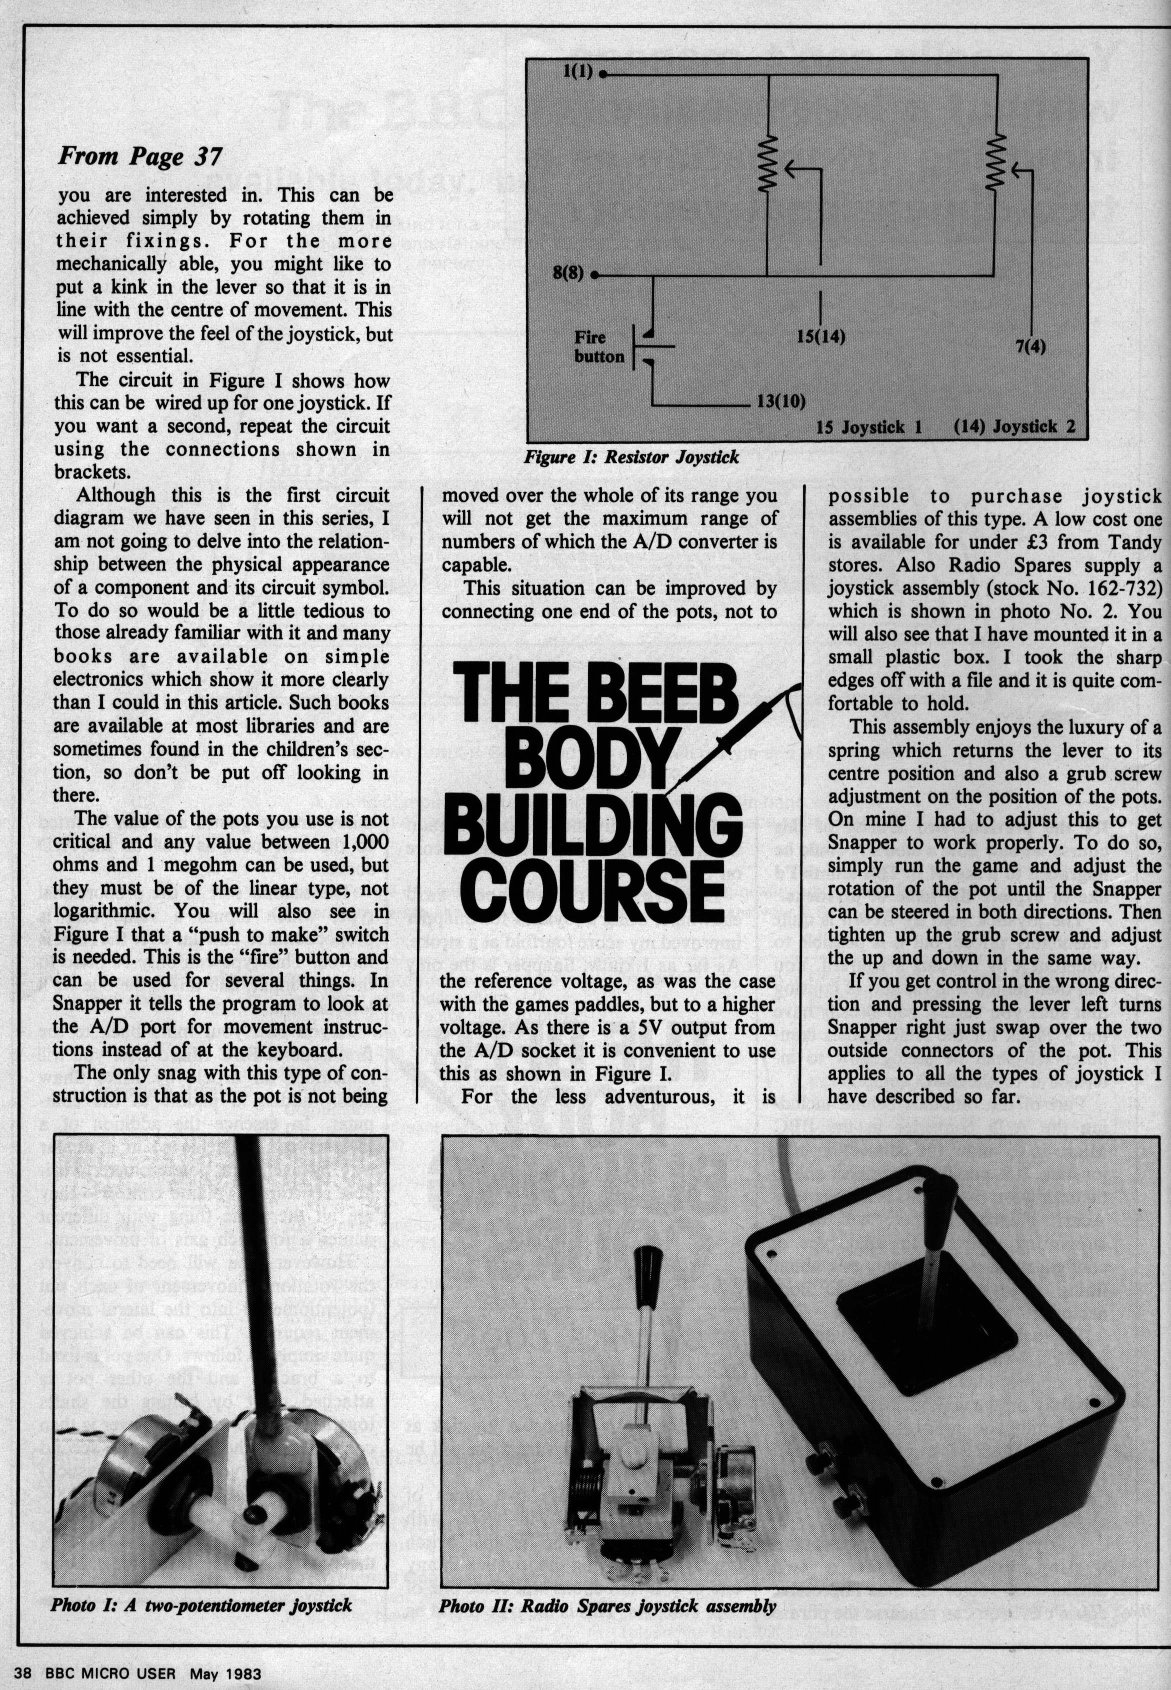 From Page 37
you are interested in. This can be
achieved simply by rotating them in
their fixings. For the more
mechanically able, you might like to
put a kink in the lever so that it is in
line with the centre of movement. This
will improve the feel of the joystick, but
is not essential.
The circuit in Figure I shows how
this can be wired up for one joystick. If
you want a second, repeat the circuit
using the connections shown in
brackets.
Although this is the first circuit
diagram we have seen in this series, I
am not going to delve into the relation-
ship between the physical appearance
of a component and its circuit symbol.
To do so would be a little tedious to
those already familiar with it and many
books are available on simple
electronics which show it more clearly
than I could in this article. Such books
are available at most libraries and are
sometimes found in the children's sec-
tion, so don't be put off looking in
there.
The value of the pots you use is not
critical and any value between 1,000
ohms and 1 megohm can be used, but
they must be of the linear type, not
logarithmic. You will also see in
Figure I that a "push to make" switch
is needed. This is the "fire" button and
can be used for several things. In
Snapper it tells the program to look at
the A/D port for movement instruc-
tions instead of at the keyboard.
The only snag with this type of con-
struction is that as the pot is not being
1(1)
8(8)
Fire
button
15(14)
7(4)
13(10)
15 Joystick 1 (14) Joystick 2
Figure I: Resistor Joystick
moved over the whole of its range you
will not get the maximum range of
numbers of which the A/D converter is
capable.
This situation can be improved by
connecting one end of the pots, not to
THE BEEB
BODY
BUILDING
COURSE
the reference voltage, as was the case
with the games paddles, but to a higher
voltage. As there is a 5V output from
the A/D socket it is convenient to use
this as shown in Figure I.
For the less adventurous, it is
possible to purchase joystick
assemblies of this type. A low cost one
is available for under £3 from Tandy
stores. Also Radio Spares supply a
joystick assembly (stock No. 162-732)
which is shown in photo No. 2. You
will also see that I have mounted it in a
small plastic box. I took the sharp
edges off with a file and it is quite com-
fortable to hold.
This assembly enjoys the luxury of a
spring which returns the lever to its
centre position and also a grub screw
adjustment on the position of the pots.
On mine I had to adjust this to get
Snapper to work properly. To do so,
simply run the game and adjust the
rotation of the pot until the Snapper
can be steered in both directions. Then
tighten up the grub screw and adjust
the up and down in the same way.
If you get control in the wrong direc-
tion and pressing the lever left turns
Snapper right just swap over the two
outside connectors of the pot. This
applies to all the types of joystick I
have described so far.
Photo I: A two-potentiometer joystick
Photo II: Radio Spares joystick assembly
38 BBC MICRO USER May 1983